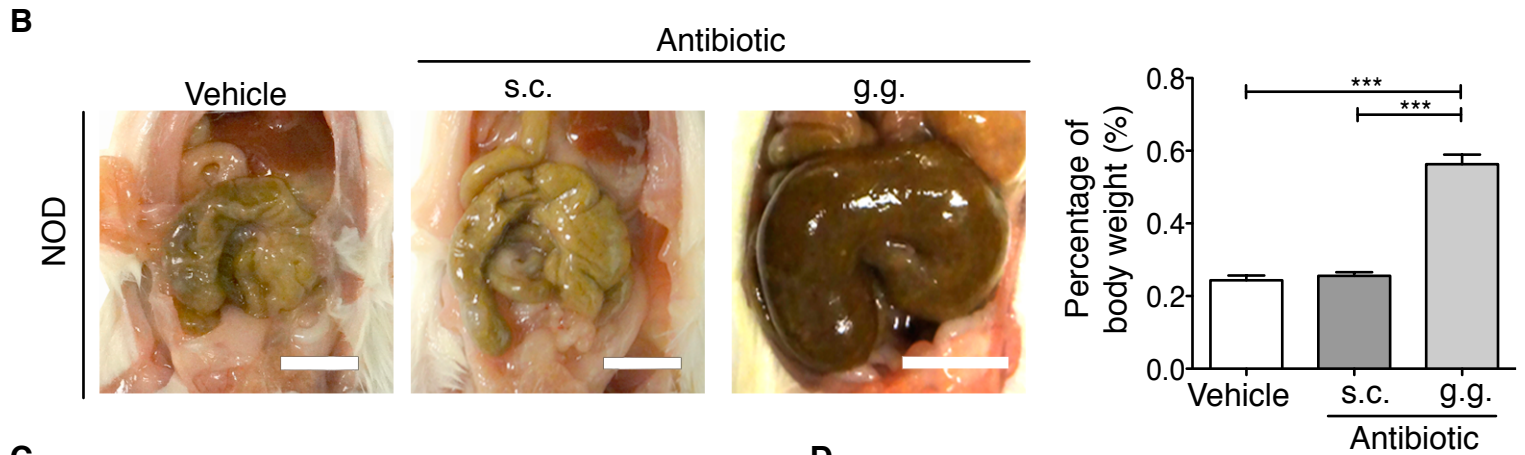 B
Antibiotic
Vehicle
s.c.
g.g.
NOD
Percentage of
body weight (%)
0.8
0.6
0.4
0.2
0.0
***
***
Vehicle
s.c.
g.g.
Antibiotic